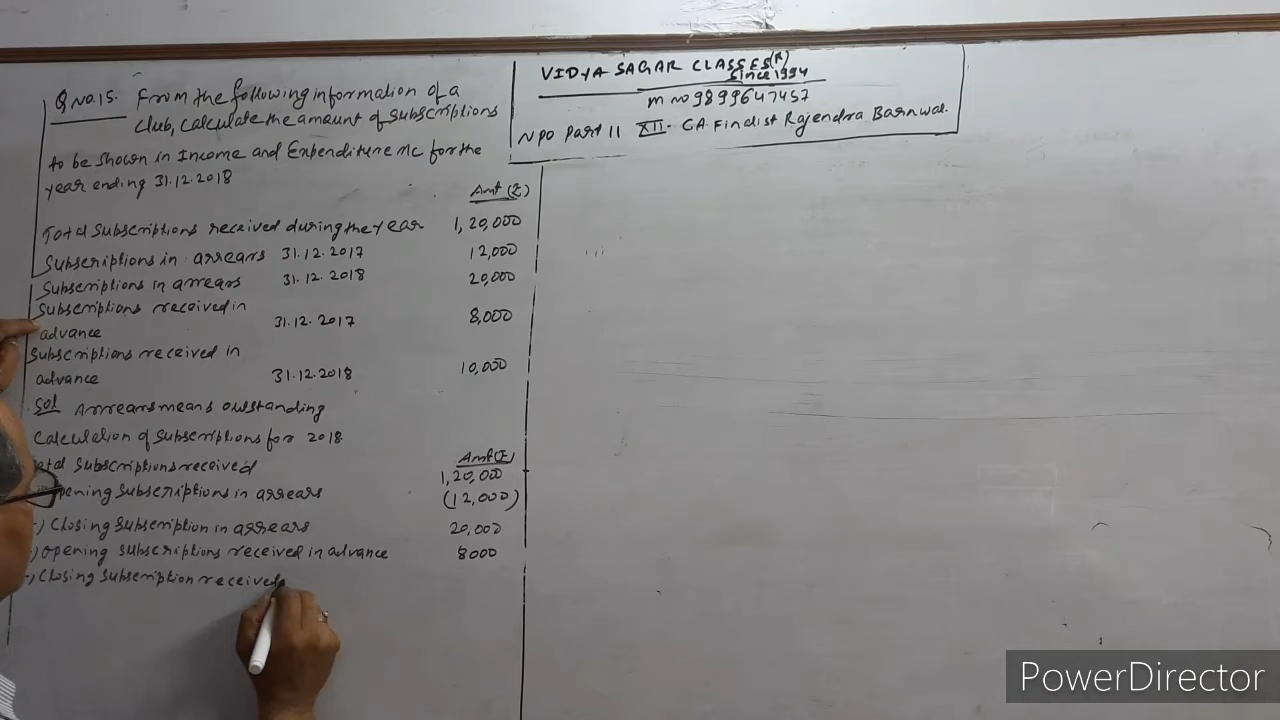 Q No.15. From the following information of a
club, calculate the amount of subscriptions
to be shown in Income and Expenditure A/c for the
year ending 31.12.2018
Amt (₹)
Total Subscriptions received during the year 1,20,000
Subscriptions in arrears 31.12.2017 12,000
Subscriptions in arrears 31.12.2018 20,000
Subscriptions received in
advance 31.12.2017 8,000
Subscriptions received in
advance 31.12.2018 10,000
Sol Arrears means outstanding
Calculation of Subscriptions for 2018
Amt (₹)
Subscriptions received 1,20,000
Subscriptions in arrears (12,000)
Closing Subscription in arrears 20,000
Opening Subscriptions received in advance 8000
Closing Subscription received
VIDYA SAGAR CLASSES (R)
Since 1994
M no 9899647457
NPO Part 11 XII - CA. Findist Rajendra Barnwal.
PowerDirector